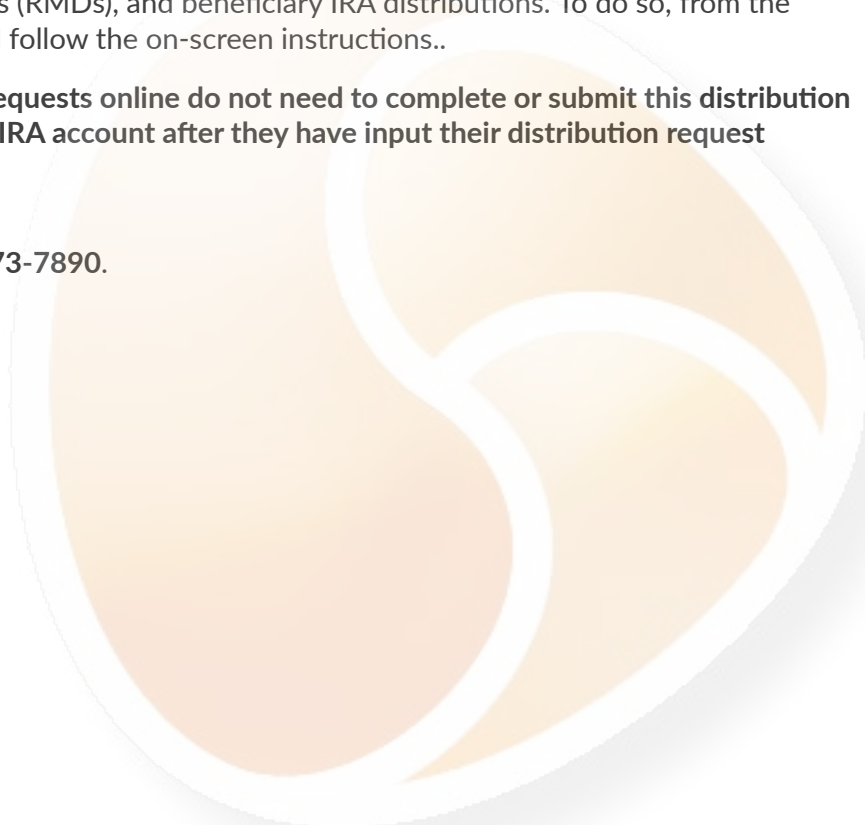 (RMDs), and beneficiary IRA distributions. To do so, from the
follow the on-screen instructions..
equests online do not need to complete or submit this distribution
IRA account after they have input their distribution request
73-7890.